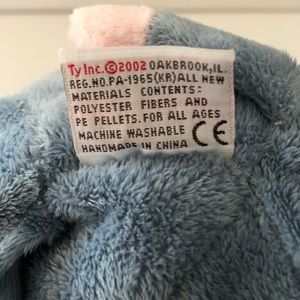 Ty Inc.©2002 OAKBROOK,IL.
REG.NO.PA-1965(KR)ALL NEW
MATERIALS CONTENTS:
POLYESTER FIBERS AND
PE PELLETS.FOR ALL AGES
MACHINE WASHABLE
HANDMADE IN CHINA
CE